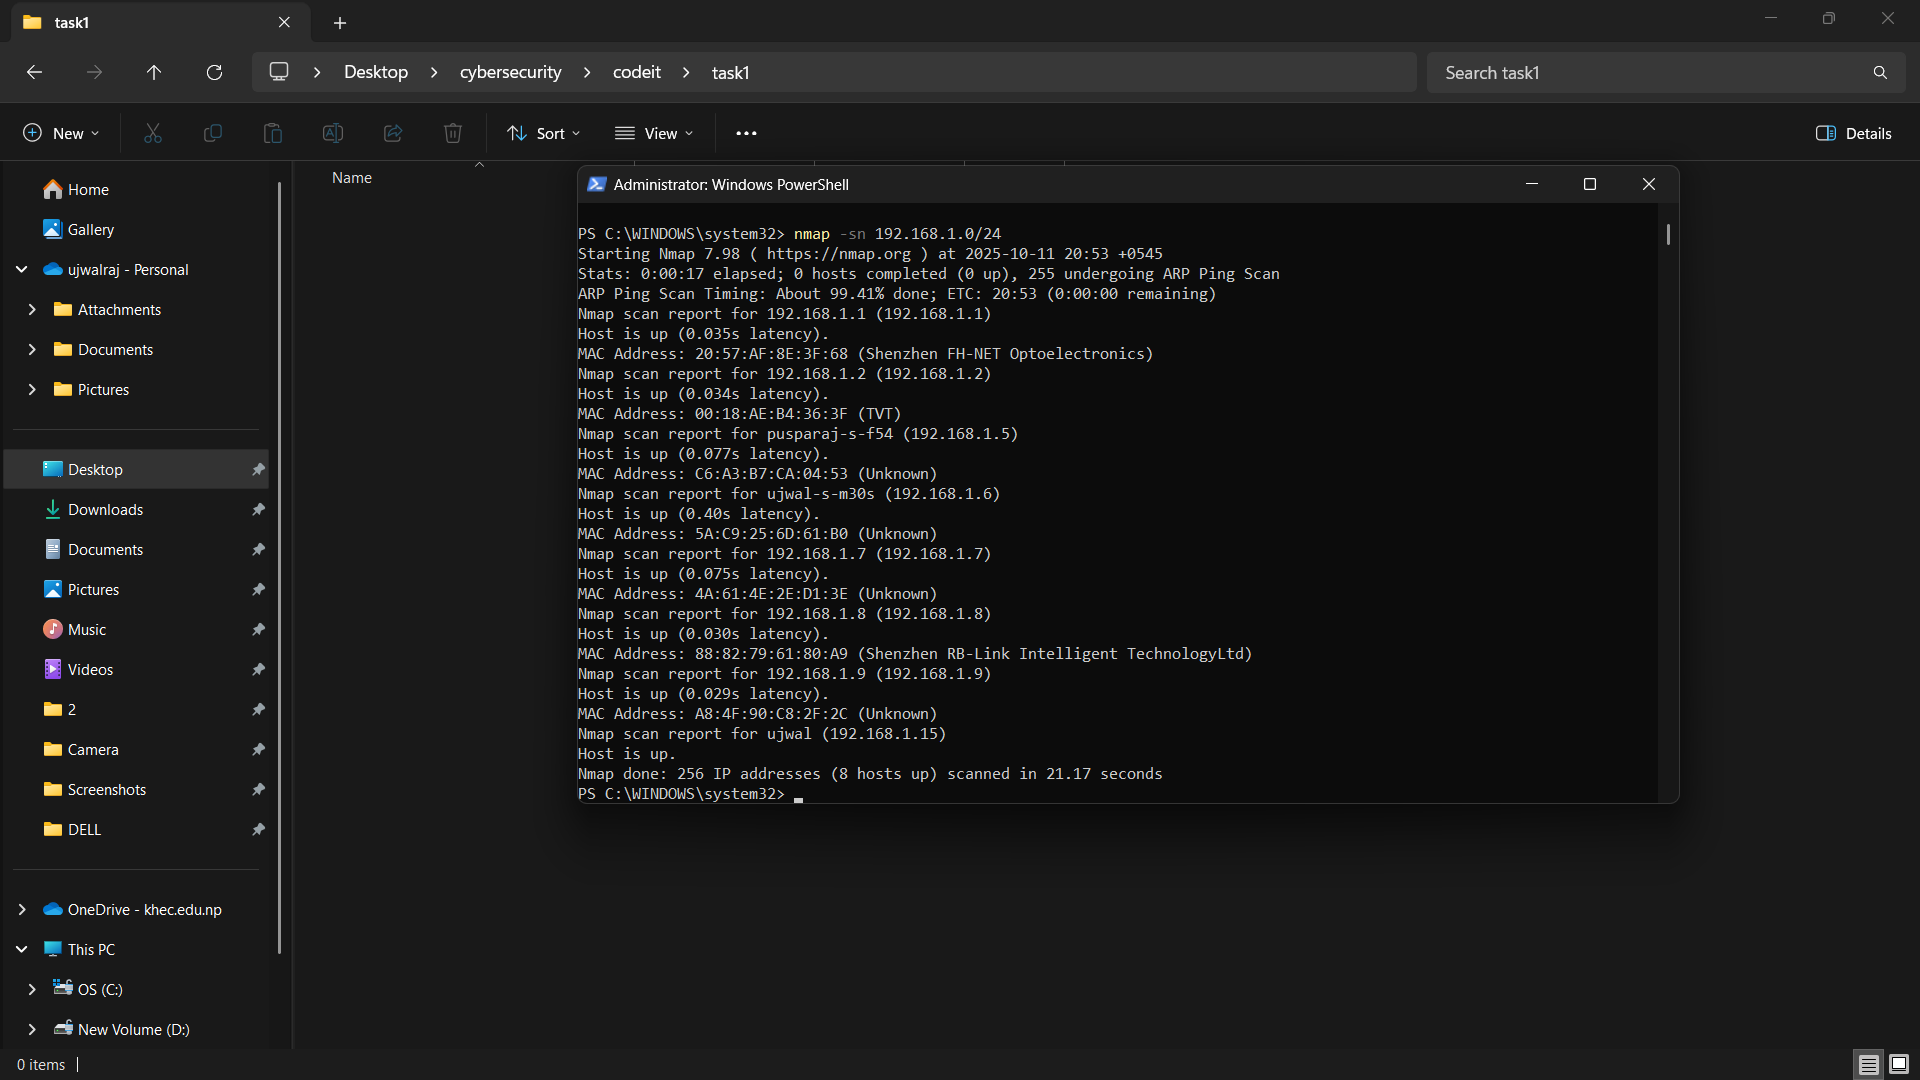 task1
Desktop
cybersecurity
codeit
task1
Search task1
New
Sort
View
Details
Home
Gallery
ujwalraj - Personal
Attachments
Documents
Pictures
Desktop
Downloads
Documents
Pictures
Music
Videos
2
Camera
Screenshots
DELL
OneDrive - khec.edu.np
This PC
OS (C:)
New Volume (D:)
Name
Administrator: Windows PowerShell
PS C:\WINDOWS\system32> nmap -sn 192.168.1.0/24
Starting Nmap 7.98 ( https://nmap.org ) at 2025-10-11 20:53 +0545
Stats: 0:00:17 elapsed; 0 hosts completed (0 up), 255 undergoing ARP Ping Scan
ARP Ping Scan Timing: About 99.41% done; ETC: 20:53 (0:00:00 remaining)
Nmap scan report for 192.168.1.1 (192.168.1.1)
Host is up (0.035s latency).
MAC Address: 20:57:AF:8E:3F:68 (Shenzhen FH-NET Optoelectronics)
Nmap scan report for 192.168.1.2 (192.168.1.2)
Host is up (0.034s latency).
MAC Address: 00:18:AE:B4:36:3F (TVT)
Nmap scan report for pusparaj-s-f54 (192.168.1.5)
Host is up (0.077s latency).
MAC Address: C6:A3:B7:CA:04:53 (Unknown)
Nmap scan report for ujwal-s-m30s (192.168.1.6)
Host is up (0.40s latency).
MAC Address: 5A:C9:25:6D:61:B0 (Unknown)
Nmap scan report for 192.168.1.7 (192.168.1.7)
Host is up (0.075s latency).
MAC Address: 4A:61:4E:2E:D1:3E (Unknown)
Nmap scan report for 192.168.1.8 (192.168.1.8)
Host is up (0.030s latency).
MAC Address: 88:82:79:61:80:A9 (Shenzhen RB-Link Intelligent TechnologyLtd)
Nmap scan report for 192.168.1.9 (192.168.1.9)
Host is up (0.029s latency).
MAC Address: A8:4F:90:C8:2F:2C (Unknown)
Nmap scan report for ujwal (192.168.1.15)
Host is up.
Nmap done: 256 IP addresses (8 hosts up) scanned in 21.17 seconds
PS C:\WINDOWS\system32>
0 items